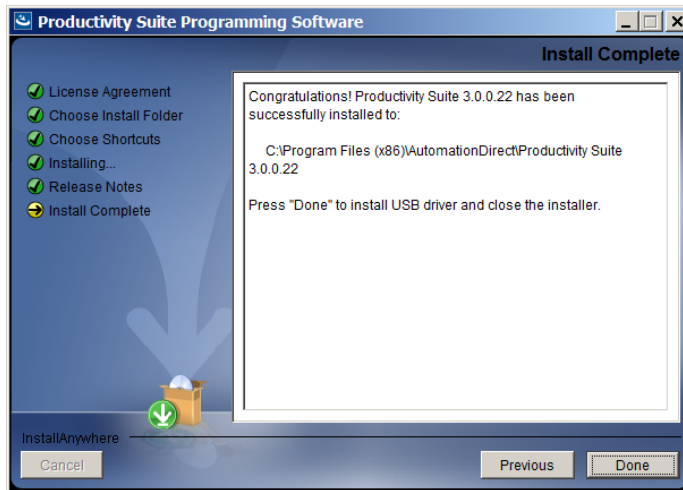 Productivity Suite Programming Software
Install Complete
License Agreement
Choose Install Folder
Choose Shortcuts
Installing...
Release Notes
Install Complete
Congratulations! Productivity Suite 3.0.0.22 has been
successfully installed to:
C:\Program Files (x86)\AutomationDirect\Productivity Suite
3.0.0.22
Press "Done" to install USB driver and close the installer.
InstallAnywhere
Cancel
Previous
Done